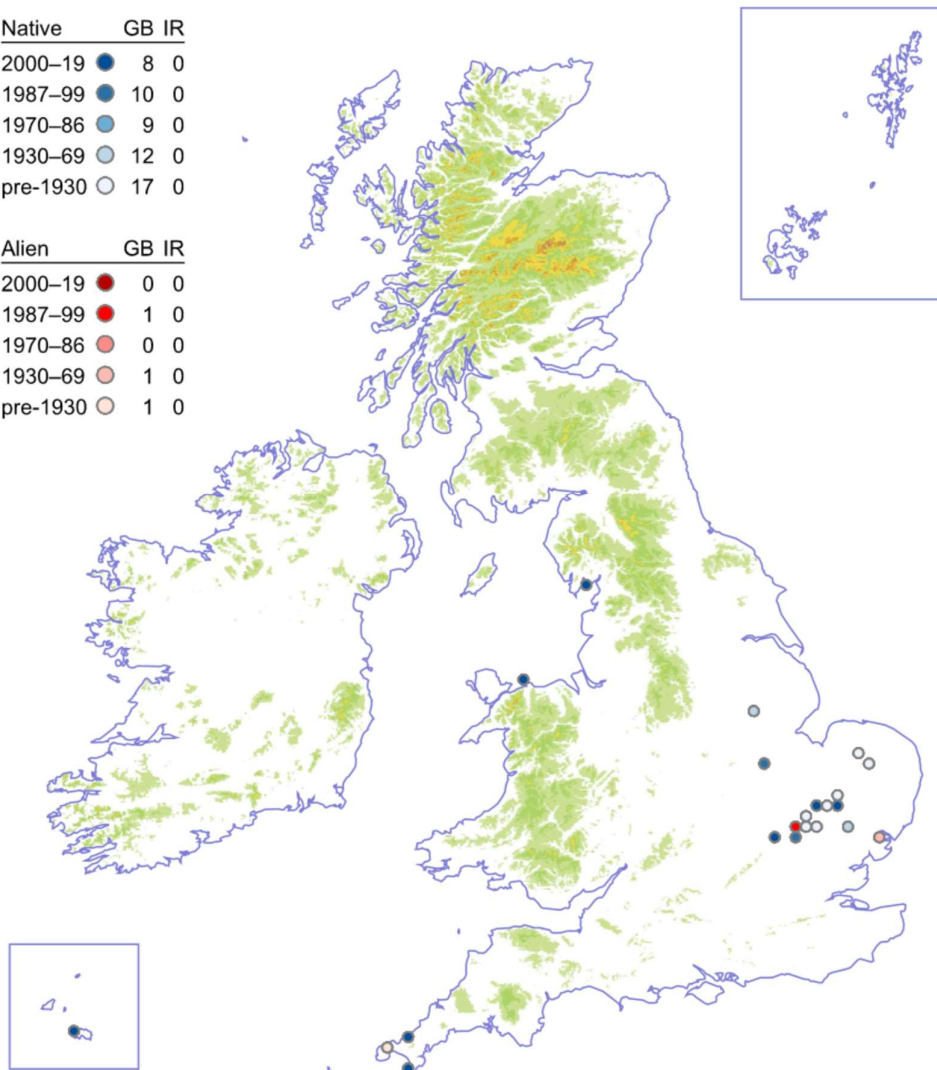 Native GB IR
2000–19 8 0
1987–99 10 0
1970–86 9 0
1930–69 12 0
pre-1930 17 0
Alien GB IR
2000–19 0 0
1987–99 1 0
1970–86 0 0
1930–69 1 0
pre-1930 1 0